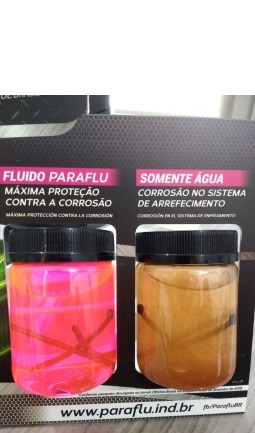 FLUIDO PARAFLU
MÁXIMA PROTEÇÃO
CONTRA A CORROSÃO
MÁXIMA PROTECCIÓN CONTRA LA CORROSIÓN
SOMENTE ÁGUA
CORROSÃO NO SISTEMA
DE ARREFECIMENTO
CORROSIÓN EN EL SISTEMA DE ENFRIAMIENTO
www.paraflu.ind.br
fb/ParafluBR